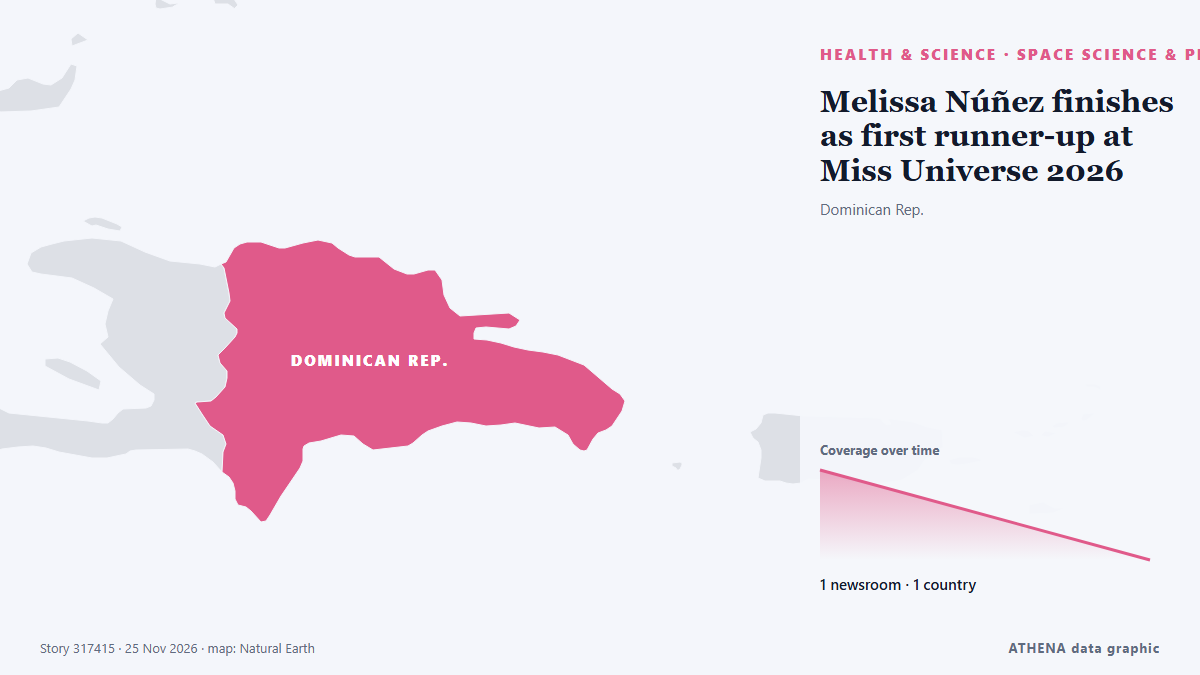 HEALTH & SCIENCE · SPACE SCIENCE &
Melissa Núñez finishes
as first runner-up at
Miss Universe 2026
Dominican Rep.
DOMINICAN REP.
Coverage over time
1 newsroom · 1 country
Story 317415 · 25 Nov 2026 · map: Natural Earth
ATHENA data graphic